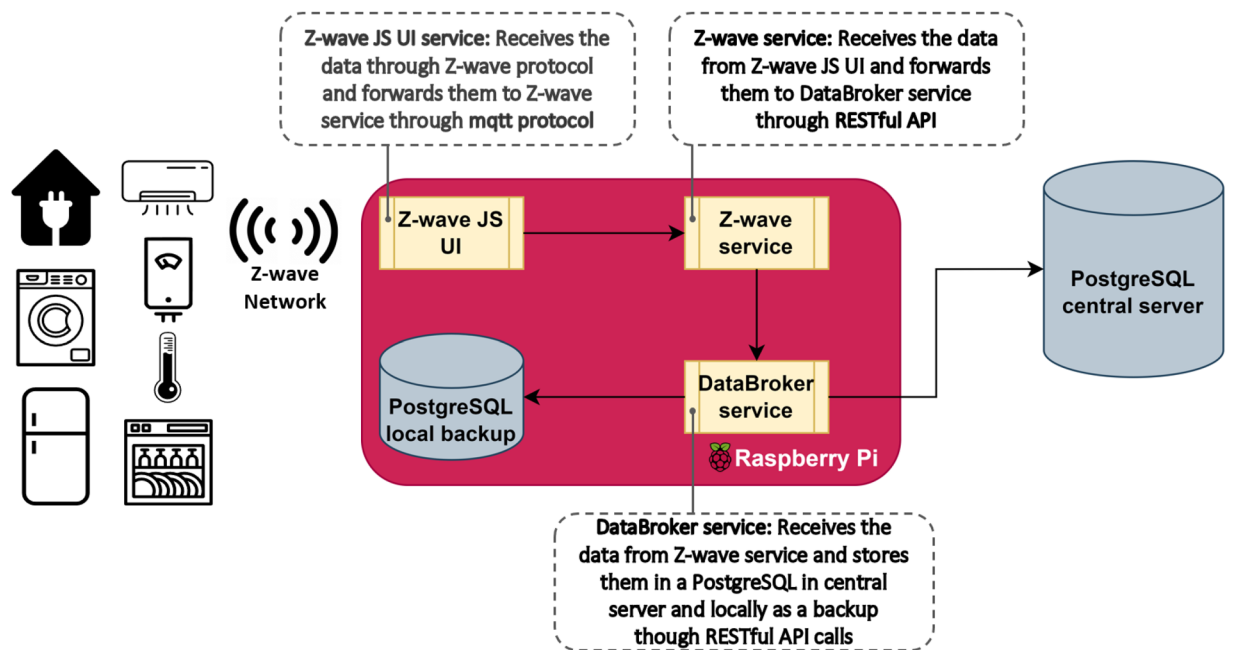 Z-wave JS UI service: Receives the
data through Z-wave protocol
and forwards them to Z-wave
service through mqtt protocol
Z-wave service: Receives the data
from Z-wave JS UI and forwards
them to DataBroker service
through RESTful API
Z-wave
Network
Z-wave JS
UI
Z-wave
service
PostgreSQL
central server
PostgreSQL
local backup
DataBroker
service
Raspberry Pi
DataBroker service: Receives the
data from Z-wave service and stores
them in a PostgreSQL in central
server and locally as a backup
though RESTful API calls